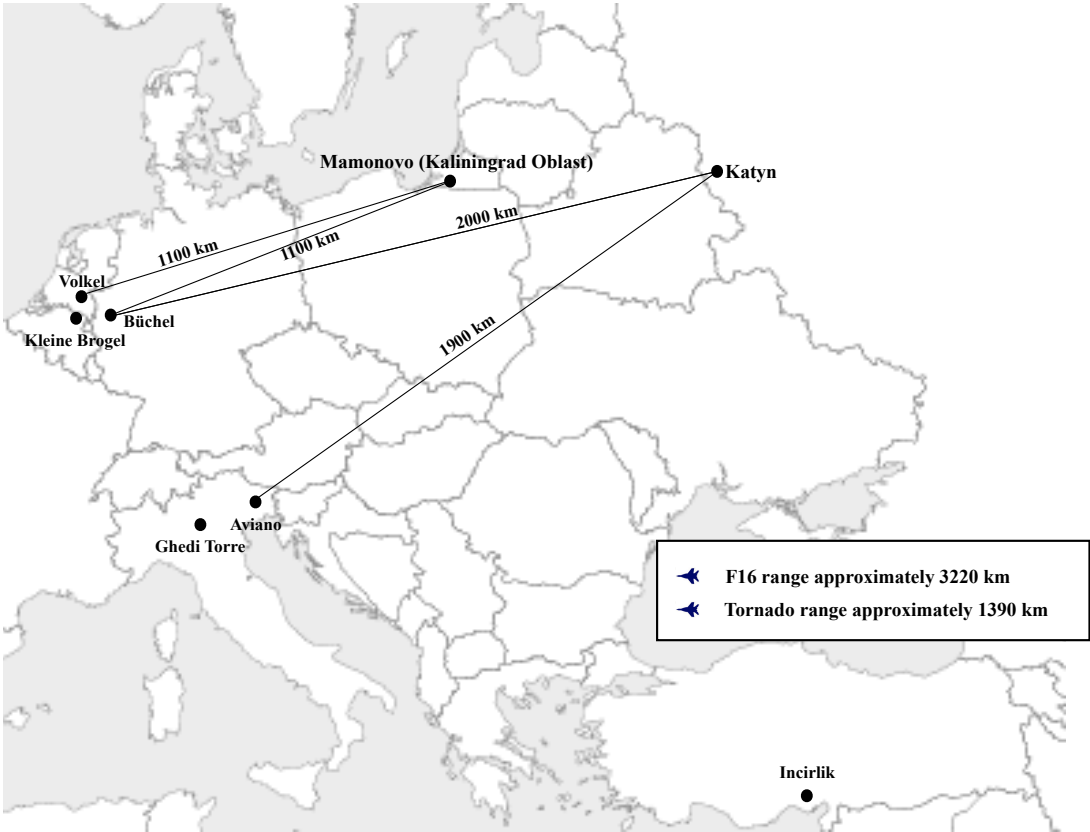 Mamonovo (Kaliningrad Oblast)
Katyn
2000 km
1100 km
1100 km
Volkel
Büchel
Kleine Brogel
1900 km
Aviano
Ghedi Torre
F16 range approximately 3220 km
Tornado range approximately 1390 km
Incirlik